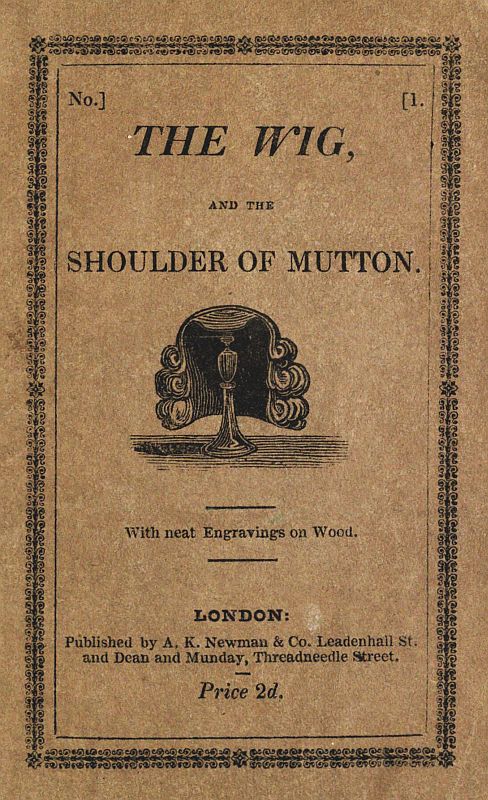 No.] [1.
THE WIG,
AND THE
SHOULDER OF MUTTON.
With neat Engravings on Wood.
LONDON:
Published by A. K. Newman & Co. Leadenhall St.
and Dean and Munday, Threadneedle Street.
Price 2d.